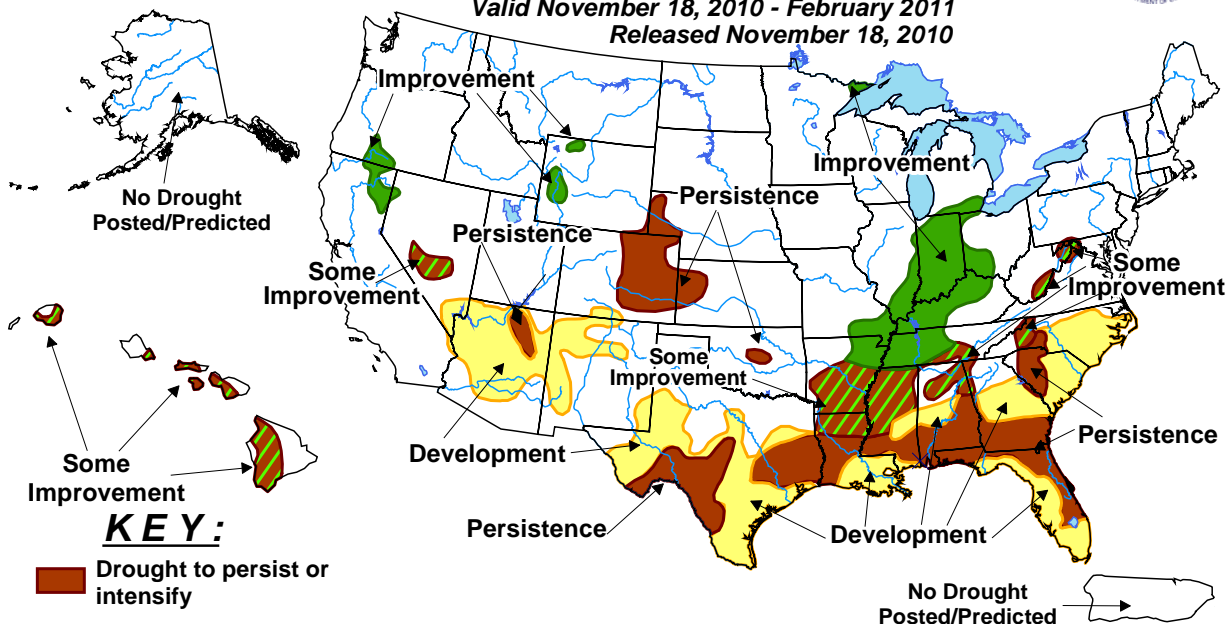 Valid November 18, 2010 - February 2011
Released November 18, 2010
Improvement
No Drought
Posted/Predicted
Improvement
Persistence
Persistence
Some
Improvement
Some
Improvement
Some
Improvement
Development
Persistence
Persistence
Development
Some
Improvement
KEY:
Drought to persist or
intensify
No Drought
Posted/Predicted